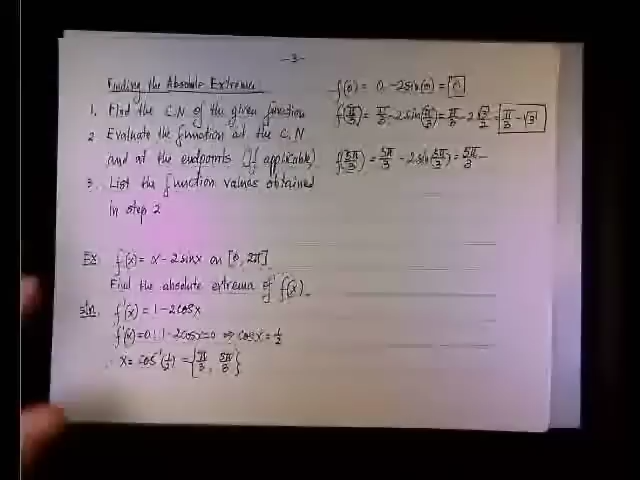 -3-
Finding the Absolute Extrema
1. Find the C.N of the given function
2. Evaluate the function at the C.N
and at the endpoints (If applicable)
3. List the function values obtained
in step 2
Ex f(x) = x - 2sinx on [0, 2π]
Find the absolute extrema of f(x).
Soln. f'(x) = 1 - 2cosx
f'(x) = 0 : 1 - 2cosx = 0 ⇒ cosx = 1/2
∴ x = cos⁻¹(1/2) = {π/3, 5π/3}
f(0) = 0 - 2sin(0) = 0
f(π/3) = π/3 - 2sin(π/3) = π/3 - 2 √3/2 = π/3 - √3
f(5π/3) = 5π/3 - 2sin(5π/3) = 5π/3 -